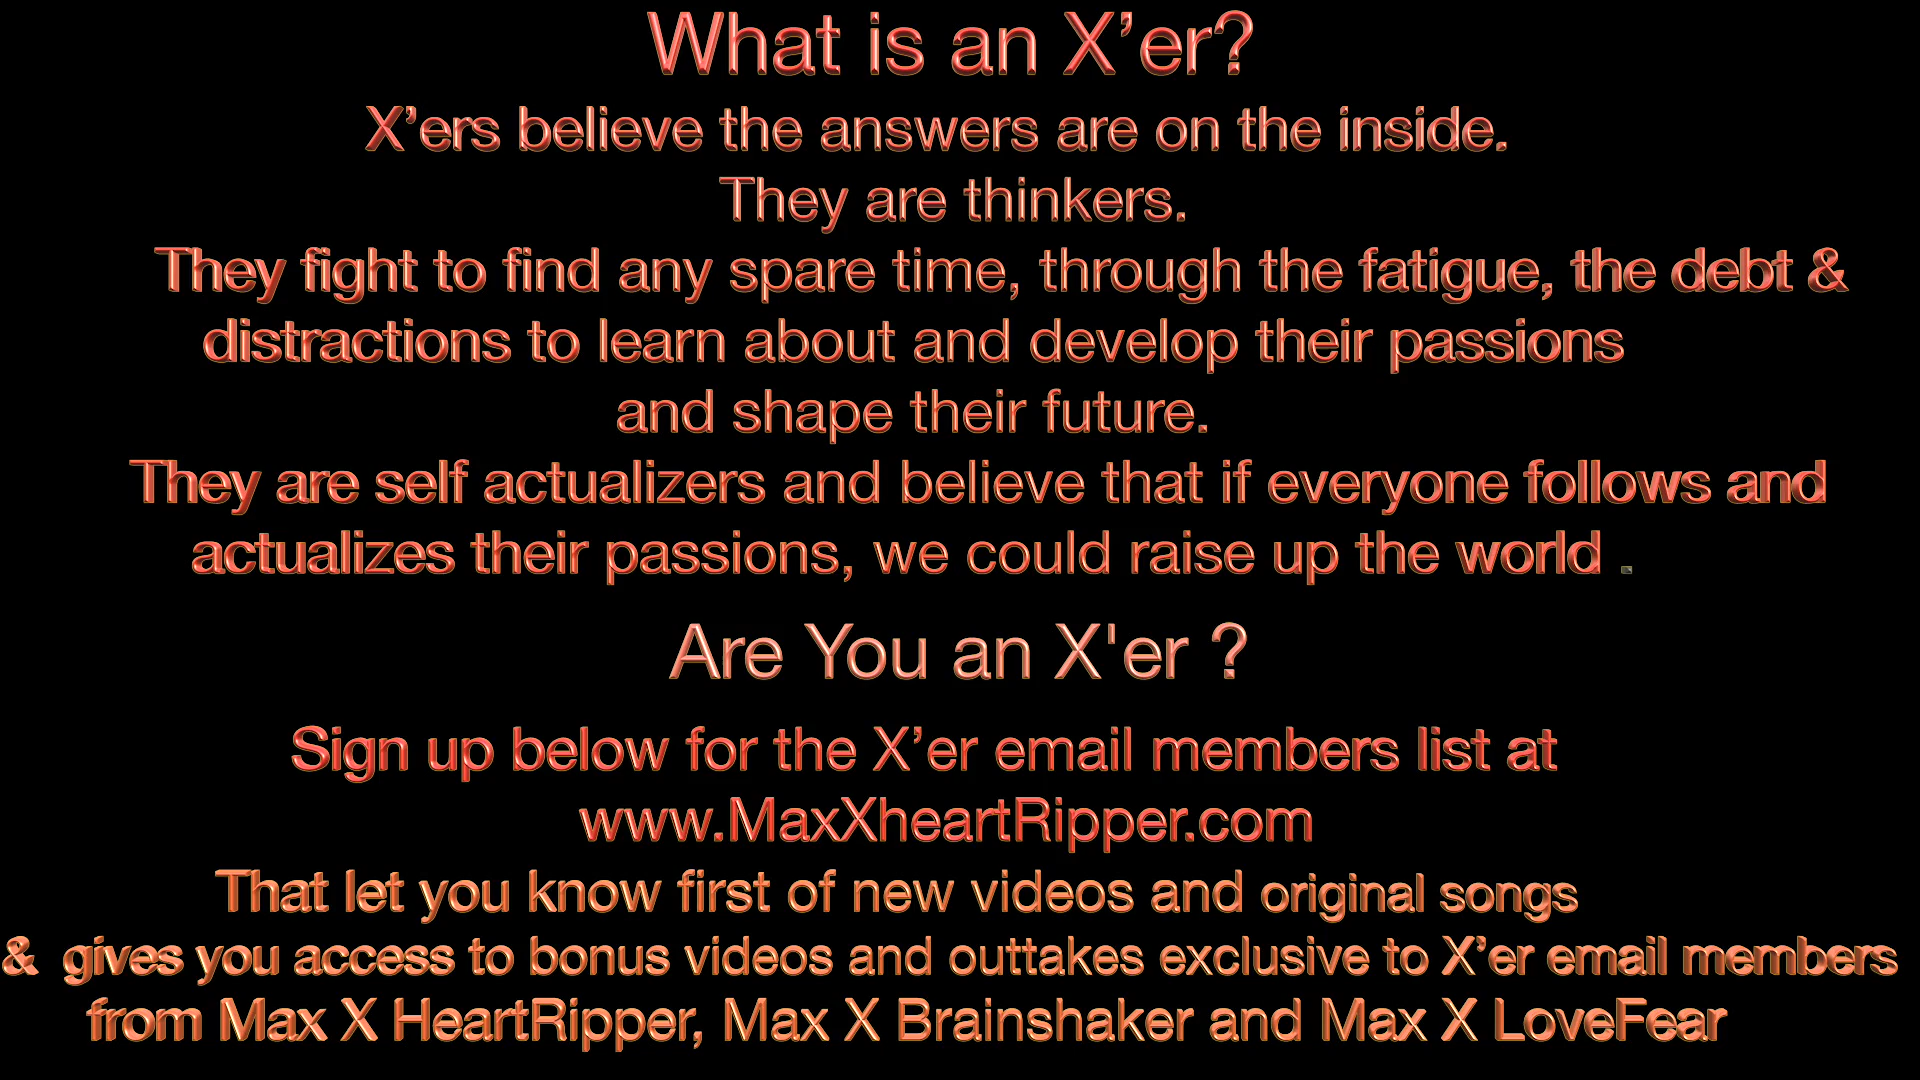 What is an X’er?
X’ers believe the answers are on the inside.
They are thinkers.
They fight to find any spare time, through the fatigue, the debt &
distractions to learn about and develop their passions
and shape their future.
They are self actualizers and believe that if everyone follows and
actualizes their passions, we could raise up the world .
Are You an X'er ?
Sign up below for the X’er email members list at
www.MaxXheartRipper.com
That let you know first of new videos and original songs
& gives you access to bonus videos and outtakes exclusive to X’er email members
from Max X HeartRipper, Max X Brainshaker and Max X LoveFear